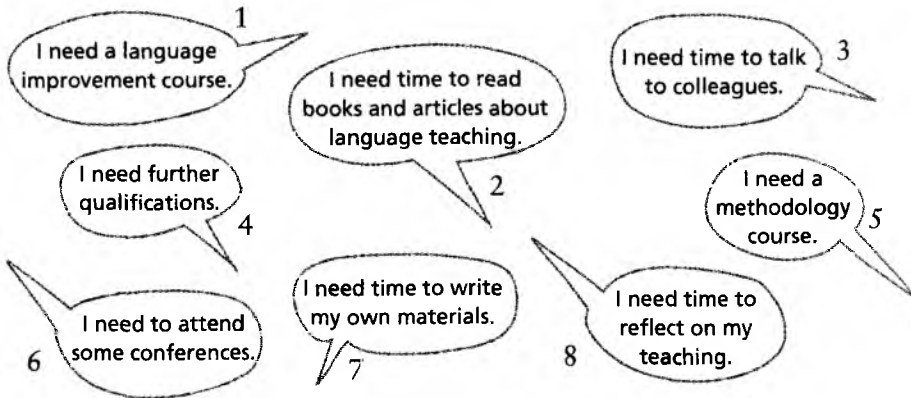 1
I need a language
improvement course.
2
I need time to read
books and articles about
language teaching.
3
I need time to talk
to colleagues.
4
I need further
qualifications.
5
I need a
methodology
course.
6
I need to attend
some conferences.
7
I need time to write
my own materials.
8
I need time to
reflect on my
teaching.